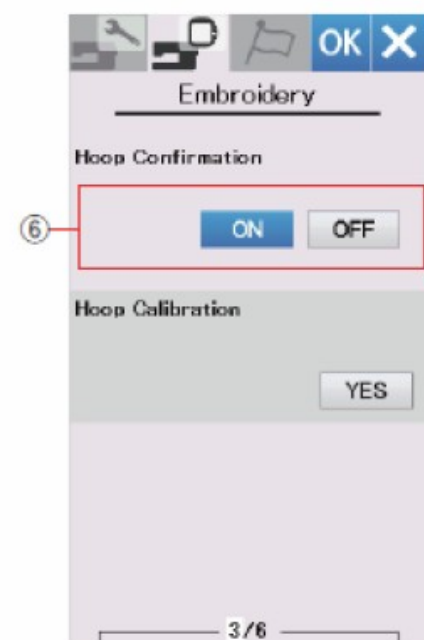 OK X
Embroidery
Hoop Confirmation
⑥ ON OFF
Hoop Calibration
YES
3/6